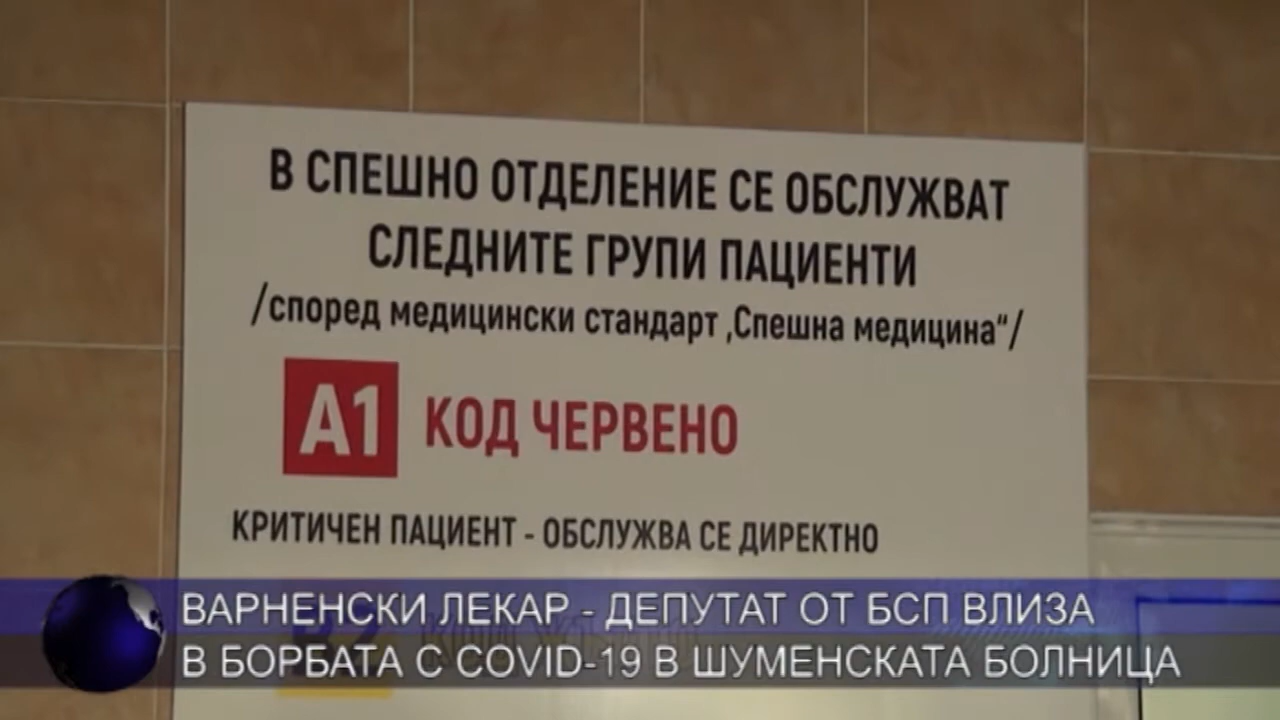 В СПЕШНО ОТДЕЛЕНИЕ СЕ ОБСЛУЖВАТ
СЛЕДНИТЕ ГРУПИ ПАЦИЕНТИ
/според медицински стандарт „Спешна медицина“/
А1 КОД ЧЕРВЕНО
КРИТИЧЕН ПАЦИЕНТ - ОБСЛУЖВА СЕ ДИРЕКТНО
ВАРНЕНСКИ ЛЕКАР - ДЕПУТАТ ОТ БСП ВЛИЗА
В БОРБАТА С COVID-19 В ШУМЕНСКАТА БОЛНИЦА